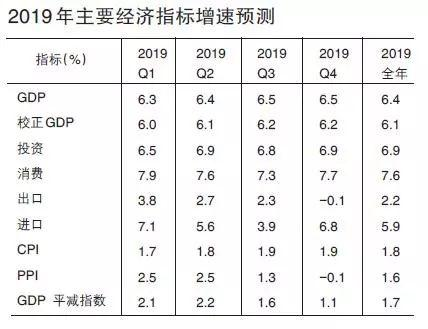 2019年主要经济指标增速预测
指标(%) 2019 Q1 2019 Q2 2019 Q3 2019 Q4 2019 全年
GDP 6.3 6.4 6.5 6.5 6.4
校正GDP 6.0 6.1 6.2 6.2 6.1
投资 6.5 6.9 6.8 6.9 6.9
消费 7.9 7.6 7.3 7.7 7.6
出口 3.8 2.7 2.3 -0.1 2.2
进口 7.1 5.6 3.9 6.8 5.9
CPI 1.7 1.8 1.9 1.9 1.8
PPI 2.5 2.5 1.3 -0.1 1.6
GDP 平减指数 2.1 2.2 1.6 1.1 1.7